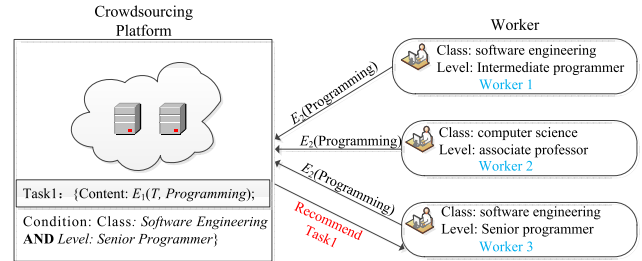 Crowdsourcing
Platform
Worker
Class: software engineering
Level: Intermediate programmer
Worker 1
E2(Programming)
Class: computer science
Level: associate professor
Worker 2
E2(Programming)
Class: software engineering
Level: Senior programmer
Worker 3
E2(Programming)
Recommend
Task1
Task1: {Content: E1(T, Programming);
Condition: Class: Software Engineering
AND Level: Senior Programmer}